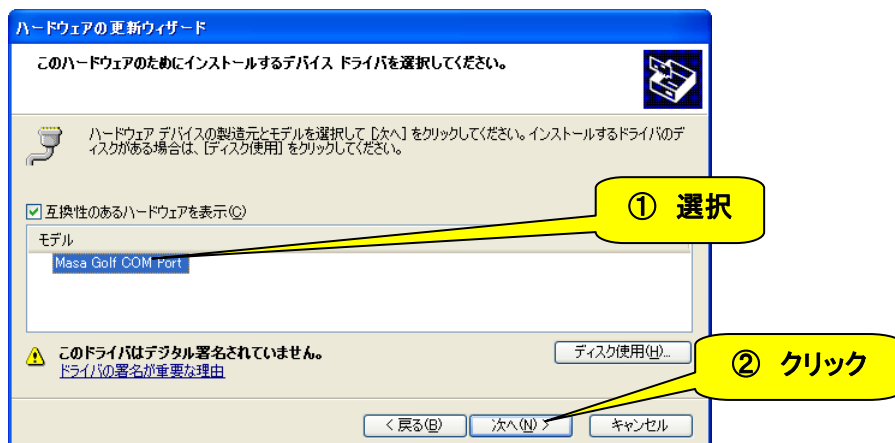 ハードウェアの更新ウィザード
このハードウェアのためにインストールするデバイス ドライバを選択してください。
ハードウェア デバイスの製造元とモデルを選択して [次へ] をクリックしてください。インストールするドライバのデ
ィスクがある場合は、[ディスク使用] をクリックしてください。
① 選択
互換性のあるハードウェアを表示(C)
モデル
Masa Golf COM Port
このドライバはデジタル署名されていません。
ディスク使用(H)...
ドライバの署名が重要な理由
② クリック
< 戻る(B)
次へ(N) >
キャンセル